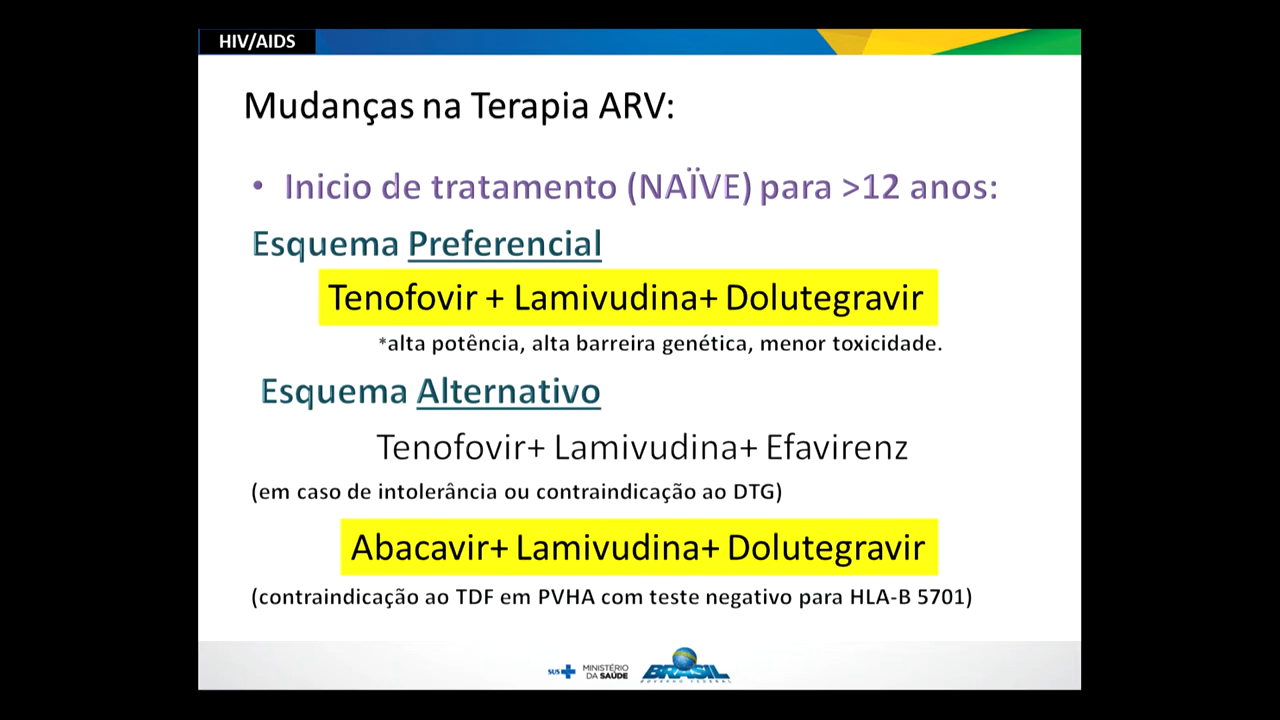 HIV/AIDS
Mudanças na Terapia ARV:
• Inicio de tratamento (NAÏVE) para >12 anos:
Esquema Preferencial
Tenofovir + Lamivudina+ Dolutegravir
*alta potência, alta barreira genética, menor toxicidade.
Esquema Alternativo
Tenofovir+ Lamivudina+ Efavirenz
(em caso de intolerância ou contraindicação ao DTG)
Abacavir+ Lamivudina+ Dolutegravir
(contraindicação ao TDF em PVHA com teste negativo para HLA-B 5701)
SUS
MINISTÉRIO
DA SAÚDE
BRASIL
GOVERNO FEDERAL